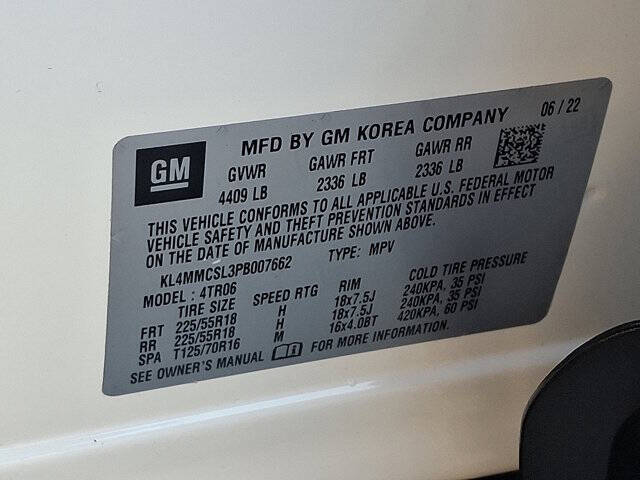 GM
MFD BY GM KOREA COMPANY 06 / 22
GVWR GAWR FRT GAWR RR
4409 LB 2336 LB 2336 LB
THIS VEHICLE CONFORMS TO ALL APPLICABLE U.S. FEDERAL MOTOR
VEHICLE SAFETY AND THEFT PREVENTION STANDARDS IN EFFECT
ON THE DATE OF MANUFACTURE SHOWN ABOVE.
KL4MMCSL3PB007662 TYPE: MPV
MODEL : 4TR06
TIRE SIZE SPEED RTG RIM COLD TIRE PRESSURE
FRT 225/55R18 H 18x7.5J 240KPA, 35 PSI
RR 225/55R18 H 18x7.5J 240KPA, 35 PSI
SPA T125/70R16 M 16x4.0BT 420KPA, 60 PSI
SEE OWNER'S MANUAL FOR MORE INFORMATION.